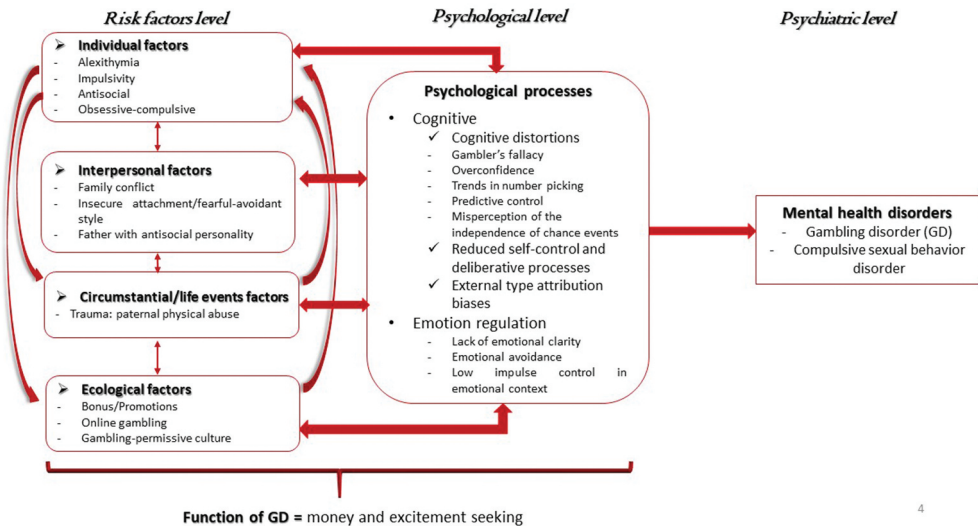 Risk factors level
Psychological level
Psychiatric level
➢ Individual factors
- Alexithymia
- Impulsivity
- Antisocial
- Obsessive-compulsive
➢ Interpersonal factors
- Family conflict
- Insecure attachment/fearful-avoidant
style
- Father with antisocial personality
➢ Circumstantial/life events factors
- Trauma: paternal physical abuse
➢ Ecological factors
- Bonus/Promotions
- Online gambling
- Gambling-permissive culture
Psychological processes
• Cognitive
✓ Cognitive distortions
- Gambler's fallacy
- Overconfidence
- Trends in number picking
- Predictive control
- Misperception of the
independence of chance events
✓ Reduced self-control and
deliberative processes
✓ External type attribution
biases
• Emotion regulation
- Lack of emotional clarity
- Emotional avoidance
- Low impulse control in
emotional context
Mental health disorders
- Gambling disorder (GD)
- Compulsive sexual behavior
disorder
Function of GD = money and excitement seeking
4